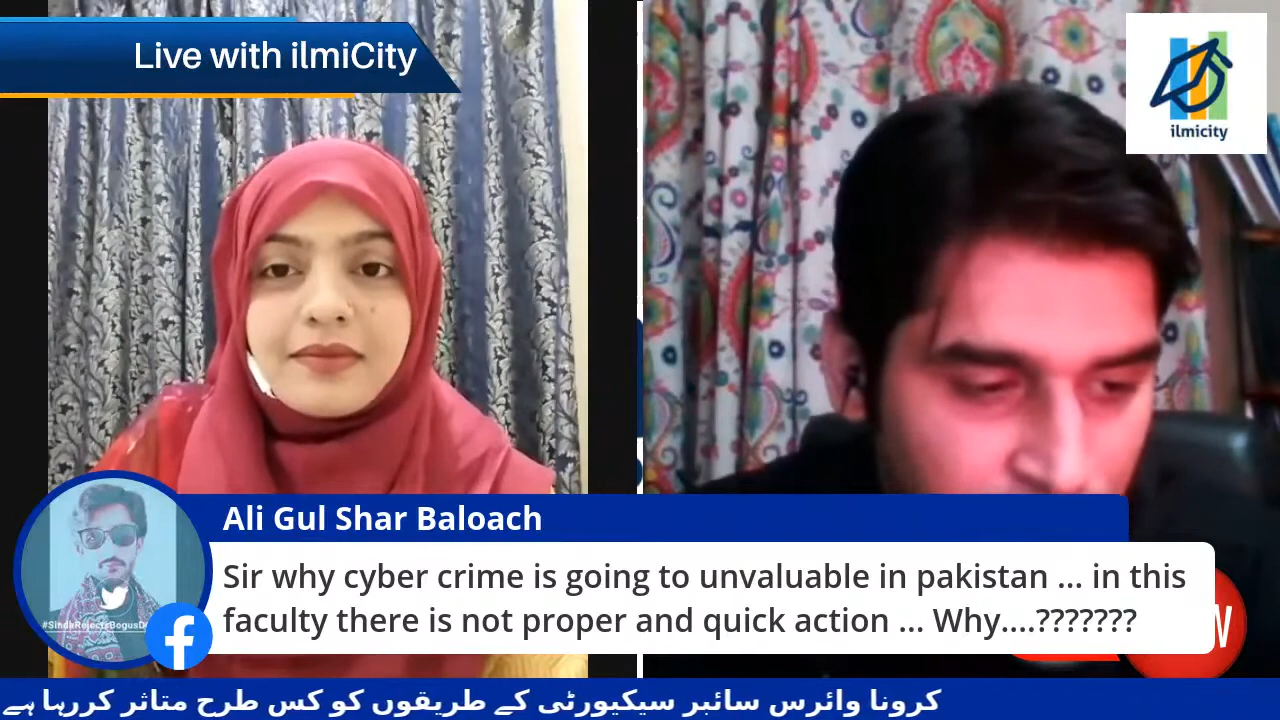 Live with ilmiCity
ilmicity
Ali Gul Shar Baloach
Sir why cyber crime is going to unvaluable in pakistan ... in this
faculty there is not proper and quick action ... Why....???????
کرونا وائرس سائبر سیکیورٹی کے طریقوں کو کس طرح متاثر کررہا ہے